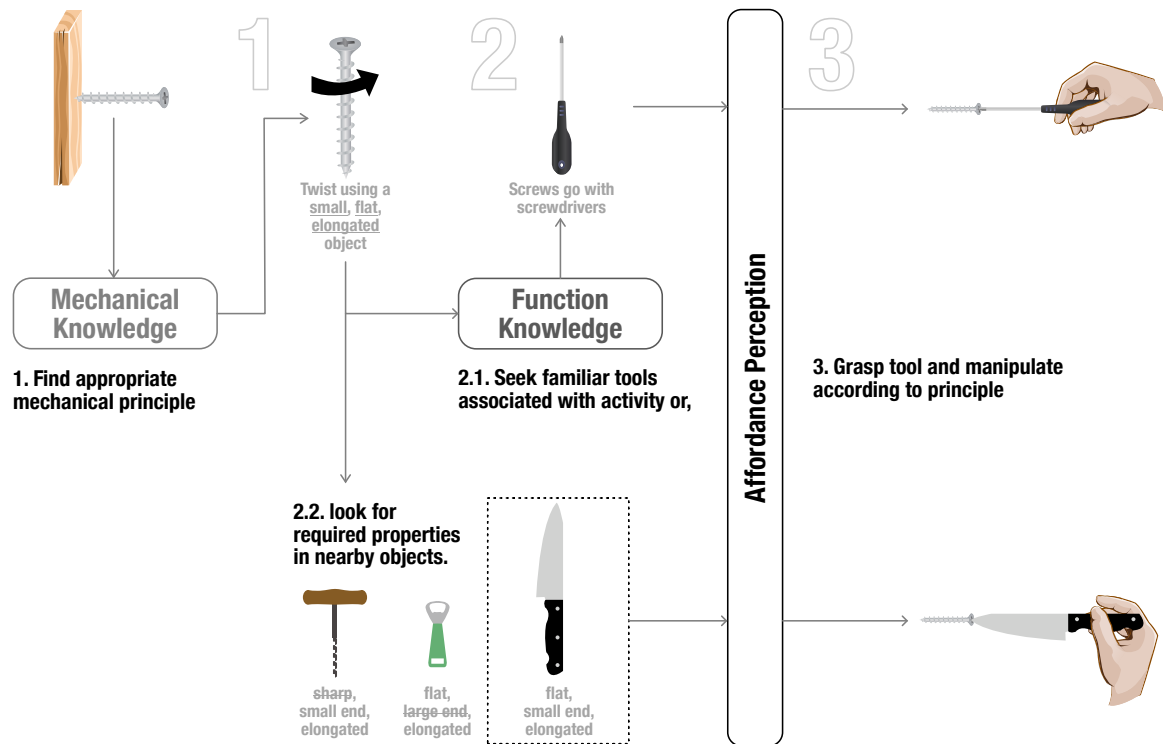 1
2
3
Twist using a
small, flat,
elongated
object
Screws go with
screwdrivers
Mechanical
Knowledge
Function
Knowledge
Affordance Perception
1. Find appropriate
mechanical principle
2.1. Seek familiar tools
associated with activity or,
3. Grasp tool and manipulate
according to principle
2.2. look for
required properties
in nearby objects.
sharp,
small end,
elongated
flat,
large end,
elongated
flat,
small end,
elongated